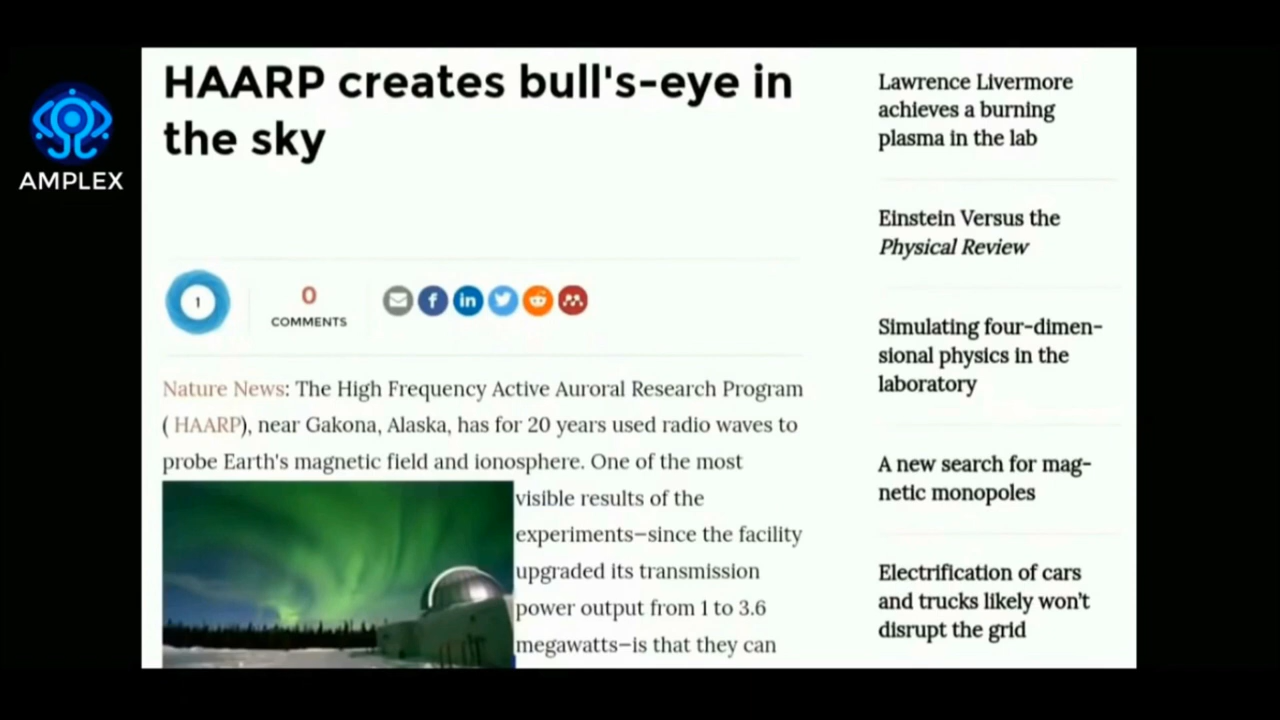 AMPLEX
HAARP creates bull's-eye in
the sky
1
0
COMMENTS
f
in
Nature News: The High Frequency Active Auroral Research Program
( HAARP), near Gakona, Alaska, has for 20 years used radio waves to
probe Earth's magnetic field and ionosphere. One of the most
visible results of the
experiments—since the facility
upgraded its transmission
power output from 1 to 3.6
megawatts—is that they can
Lawrence Livermore
achieves a burning
plasma in the lab
Einstein Versus the
Physical Review
Simulating four-dimen-
sional physics in the
laboratory
A new search for mag-
netic monopoles
Electrification of cars
and trucks likely won't
disrupt the grid